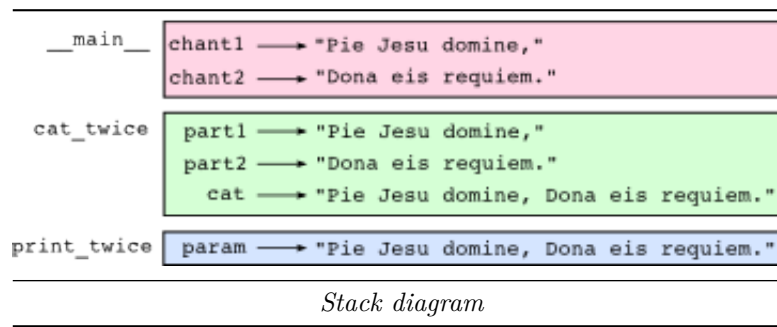 __main__ chant1 "Pie Jesu domine,"
chant2 "Dona eis requiem."
cat_twice part1 "Pie Jesu domine,"
part2 "Dona eis requiem."
cat "Pie Jesu domine, Dona eis requiem."
print_twice param "Pie Jesu domine, Dona eis requiem."
Stack diagram